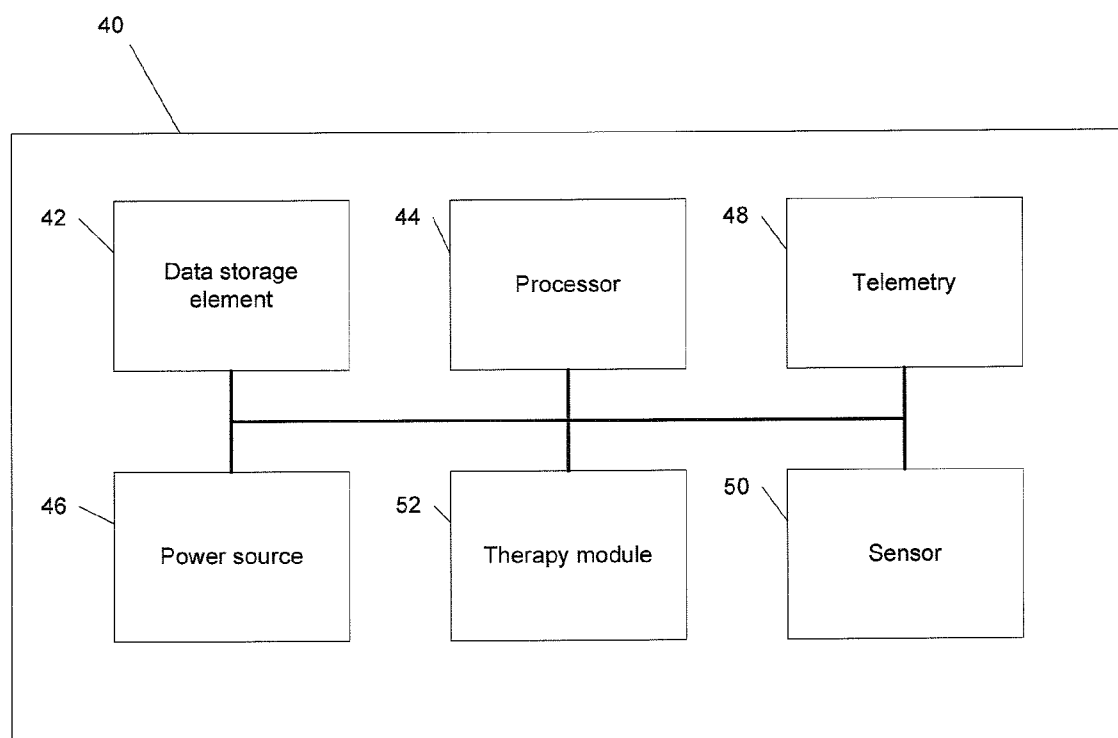 40
42
Data storage
element
44
Processor
48
Telemetry
46
Power source
52
Therapy module
50
Sensor